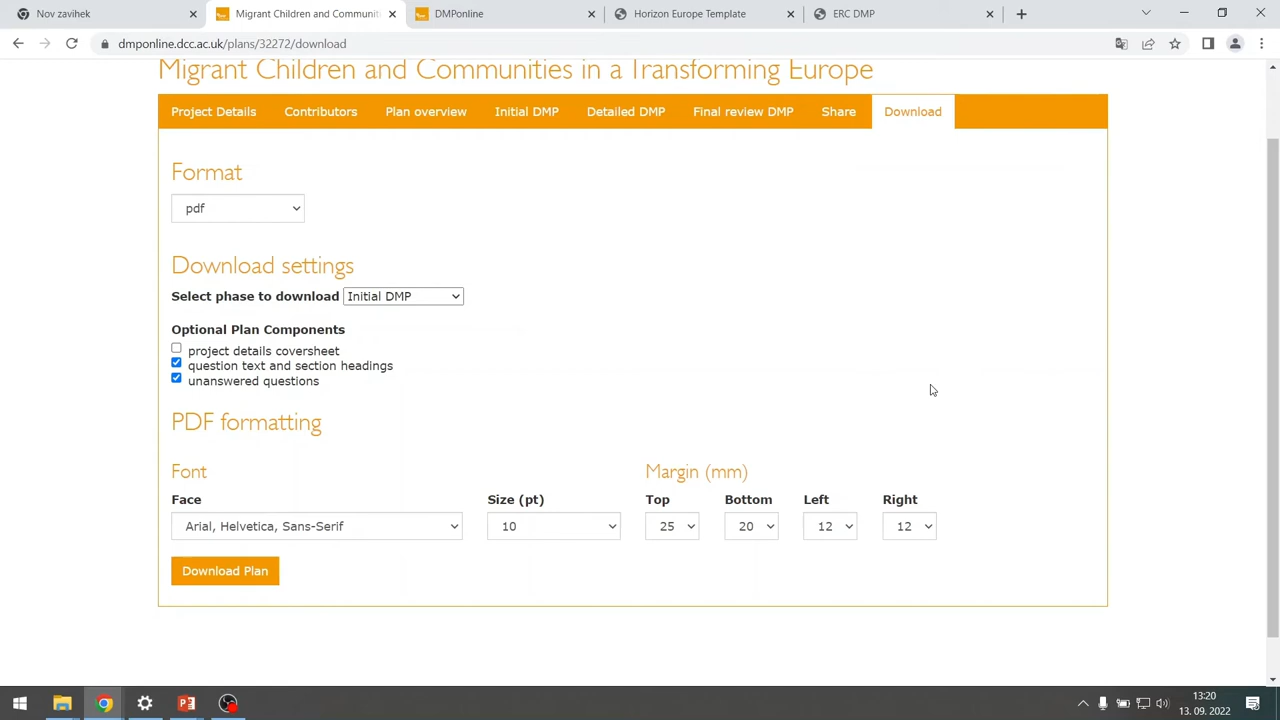 Nov zavihek
Migrant Children and Communiti
DMPonline
Horizon Europe Template
ERC DMP
dmponline.dcc.ac.uk/plans/32272/download
Migrant Children and Communities in a Transforming Europe
Project Details
Contributors
Plan overview
Initial DMP
Detailed DMP
Final review DMP
Share
Download
Format
pdf
Download settings
Select phase to download Initial DMP
Optional Plan Components
project details coversheet
question text and section headings
unanswered questions
PDF formatting
Font
Margin (mm)
Face
Size (pt)
Top
Bottom
Left
Right
Arial, Helvetica, Sans-Serif
10
25
20
12
12
Download Plan
13:20
13. 09. 2022